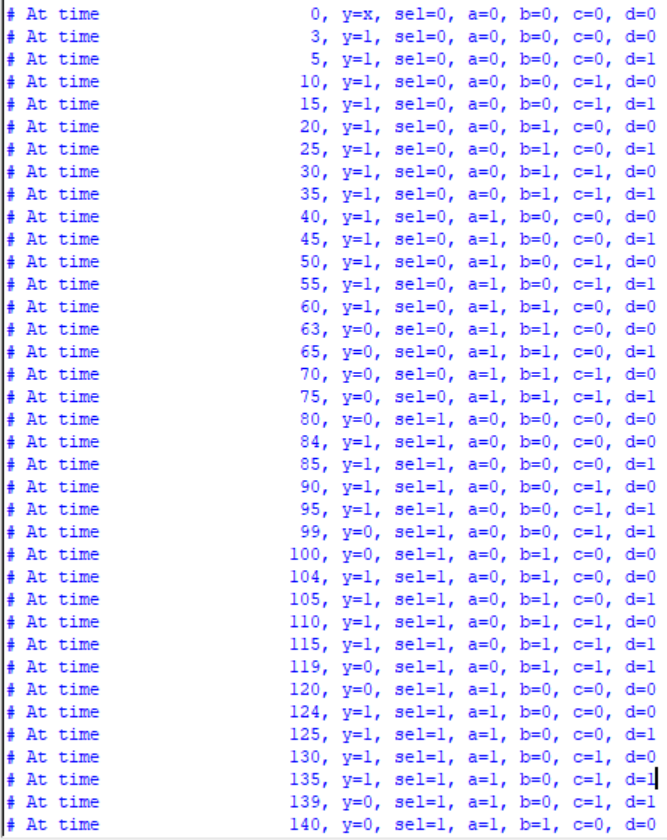 # At time 0, y=x, sel=0, a=0, b=0, c=0, d=0
# At time 3, y=1, sel=0, a=0, b=0, c=0, d=0
# At time 5, y=1, sel=0, a=0, b=0, c=0, d=1
# At time 10, y=1, sel=0, a=0, b=0, c=1, d=0
# At time 15, y=1, sel=0, a=0, b=0, c=1, d=1
# At time 20, y=1, sel=0, a=0, b=1, c=0, d=0
# At time 25, y=1, sel=0, a=0, b=1, c=0, d=1
# At time 30, y=1, sel=0, a=0, b=1, c=1, d=0
# At time 35, y=1, sel=0, a=0, b=1, c=1, d=1
# At time 40, y=1, sel=0, a=1, b=0, c=0, d=0
# At time 45, y=1, sel=0, a=1, b=0, c=0, d=1
# At time 50, y=1, sel=0, a=1, b=0, c=1, d=0
# At time 55, y=1, sel=0, a=1, b=0, c=1, d=1
# At time 60, y=1, sel=0, a=1, b=1, c=0, d=0
# At time 63, y=0, sel=0, a=1, b=1, c=0, d=0
# At time 65, y=0, sel=0, a=1, b=1, c=0, d=1
# At time 70, y=0, sel=0, a=1, b=1, c=1, d=0
# At time 75, y=0, sel=0, a=1, b=1, c=1, d=1
# At time 80, y=0, sel=1, a=0, b=0, c=0, d=0
# At time 84, y=1, sel=1, a=0, b=0, c=0, d=0
# At time 85, y=1, sel=1, a=0, b=0, c=0, d=1
# At time 90, y=1, sel=1, a=0, b=0, c=1, d=0
# At time 95, y=1, sel=1, a=0, b=0, c=1, d=1
# At time 99, y=0, sel=1, a=0, b=0, c=1, d=1
# At time 100, y=0, sel=1, a=0, b=1, c=0, d=0
# At time 104, y=1, sel=1, a=0, b=1, c=0, d=0
# At time 105, y=1, sel=1, a=0, b=1, c=0, d=1
# At time 110, y=1, sel=1, a=0, b=1, c=1, d=0
# At time 115, y=1, sel=1, a=0, b=1, c=1, d=1
# At time 119, y=0, sel=1, a=0, b=1, c=1, d=1
# At time 120, y=0, sel=1, a=1, b=0, c=0, d=0
# At time 124, y=1, sel=1, a=1, b=0, c=0, d=0
# At time 125, y=1, sel=1, a=1, b=0, c=0, d=1
# At time 130, y=1, sel=1, a=1, b=0, c=1, d=0
# At time 135, y=1, sel=1, a=1, b=0, c=1, d=1
# At time 139, y=0, sel=1, a=1, b=0, c=1, d=1
# At time 140, y=0, sel=1, a=1, b=1, c=0, d=0